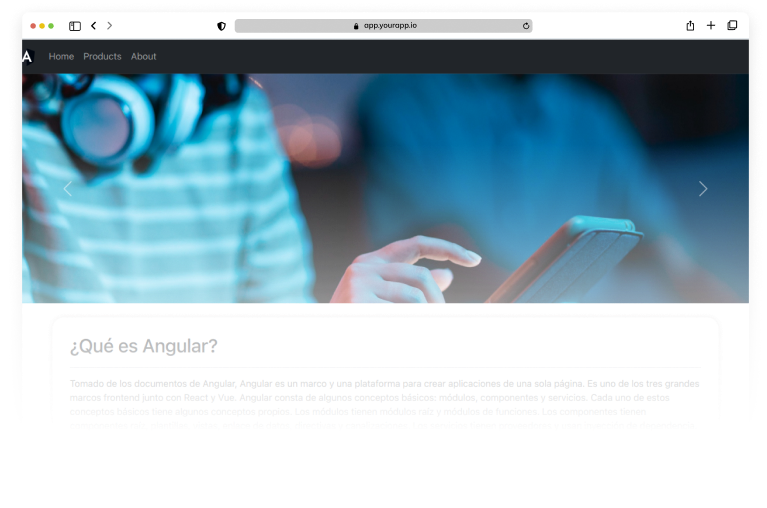 app.yourapp.io
A
Home Products About
¿Qué es Angular?
Tomado de los documentos de Angular, Angular es un marco y una plataforma para crear aplicaciones de una sola página. Es uno de los tres grandes
marcos frontend junto con React y Vue. Angular consta de algunos conceptos básicos: módulos, componentes y servicios. Cada uno de estos
conceptos básicos tiene algunos conceptos propios. Los módulos tienen módulos raíz y módulos de funciones. Los componentes tienen